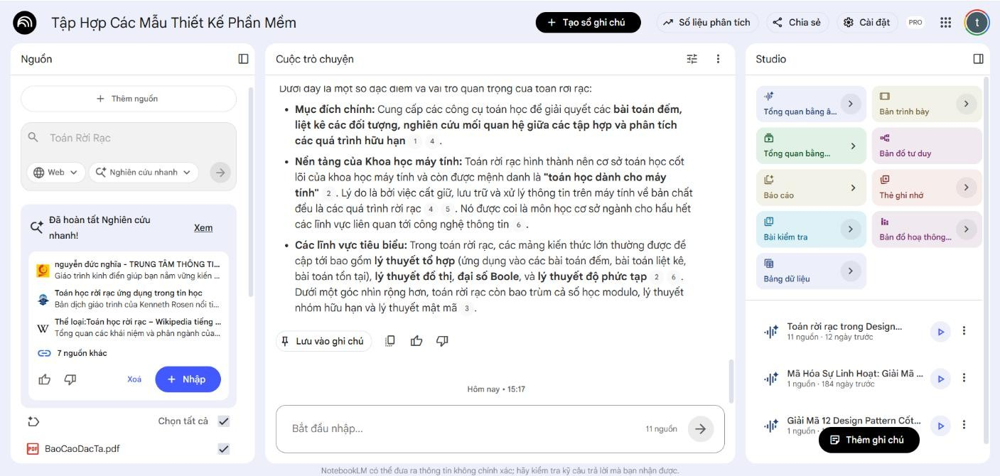 Tập Hợp Các Mẫu Thiết Kế Phần Mềm
+ Tạo sổ ghi chú
Số liệu phân tích
Chia sẻ
Cài đặt
PRO
t
Nguồn
+ Thêm nguồn
Toán Rời Rạc
Web
Nghiên cứu nhanh
Đã hoàn tất Nghiên cứu
nhanh!
Xem
nguyễn đức nghĩa - TRUNG TÂM THÔNG TI...
Giáo trình kinh điển giúp bạn nắm vững kiến ...
Toán học rời rạc ứng dụng trong tin học
Bản dịch giáo trình của Kenneth Rosen nổi tí...
Thể loại:Toán học rời rạc – Wikipedia tiếng ...
Tổng quan các khái niệm và phân ngành của...
7 nguồn khác
Xoá
+ Nhập
Chọn tất cả
PDF BaoCaoDacTa.pdf
Cuộc trò chuyện
Dưới đây là một số đặc điểm và vai trò quan trọng của toán rời rạc:
• Mục đích chính: Cung cấp các công cụ toán học để giải quyết các bài toán đếm,
liệt kê các đối tượng, nghiên cứu mối quan hệ giữa các tập hợp và phân tích
các quá trình hữu hạn 1 4 .
• Nền tảng của Khoa học máy tính: Toán rời rạc hình thành nên cơ sở toán học cốt
lõi của khoa học máy tính và còn được mệnh danh là "toán học dành cho máy
tính" 2 . Lý do là bởi việc cất giữ, lưu trữ và xử lý thông tin trên máy tính về bản chất
đều là các quá trình rời rạc 4 5 . Nó được coi là môn học cơ sở ngành cho hầu hết
các lĩnh vực liên quan tới công nghệ thông tin 6 .
• Các lĩnh vực tiêu biểu: Trong toán rời rạc, các mảng kiến thức lớn thường được đề
cập tới bao gồm lý thuyết tổ hợp (ứng dụng vào các bài toán đếm, bài toán liệt kê,
bài toán tồn tại), lý thuyết đồ thị, đại số Boole, và lý thuyết độ phức tạp 2 6 .
Dưới một góc nhìn rộng hơn, toán rời rạc còn bao trùm cả số học modulo, lý thuyết
nhóm hữu hạn và lý thuyết mật mã 3 .
Lưu vào ghi chú
Hôm nay • 15:17
Bắt đầu nhập...
11 nguồn
NotebookLM có thể đưa ra thông tin không chính xác; hãy kiểm tra kỹ câu trả lời mà bạn nhận được.
Studio
Tổng quan bằng â...
Bản trình bày
Tổng quan bằng...
Bản đồ tư duy
Báo cáo
Thẻ ghi nhớ
Bài kiểm tra
Bản đồ hoạ thông...
Bảng dữ liệu
Toán rời rạc trong Design...
11 nguồn · 12 ngày trước
Mã Hóa Sự Linh Hoạt: Giải Mã ...
1 nguồn · 184 ngày trước
Giải Mã 12 Design Pattern Cốt...
1 nguồn ·
Thêm ghi chú